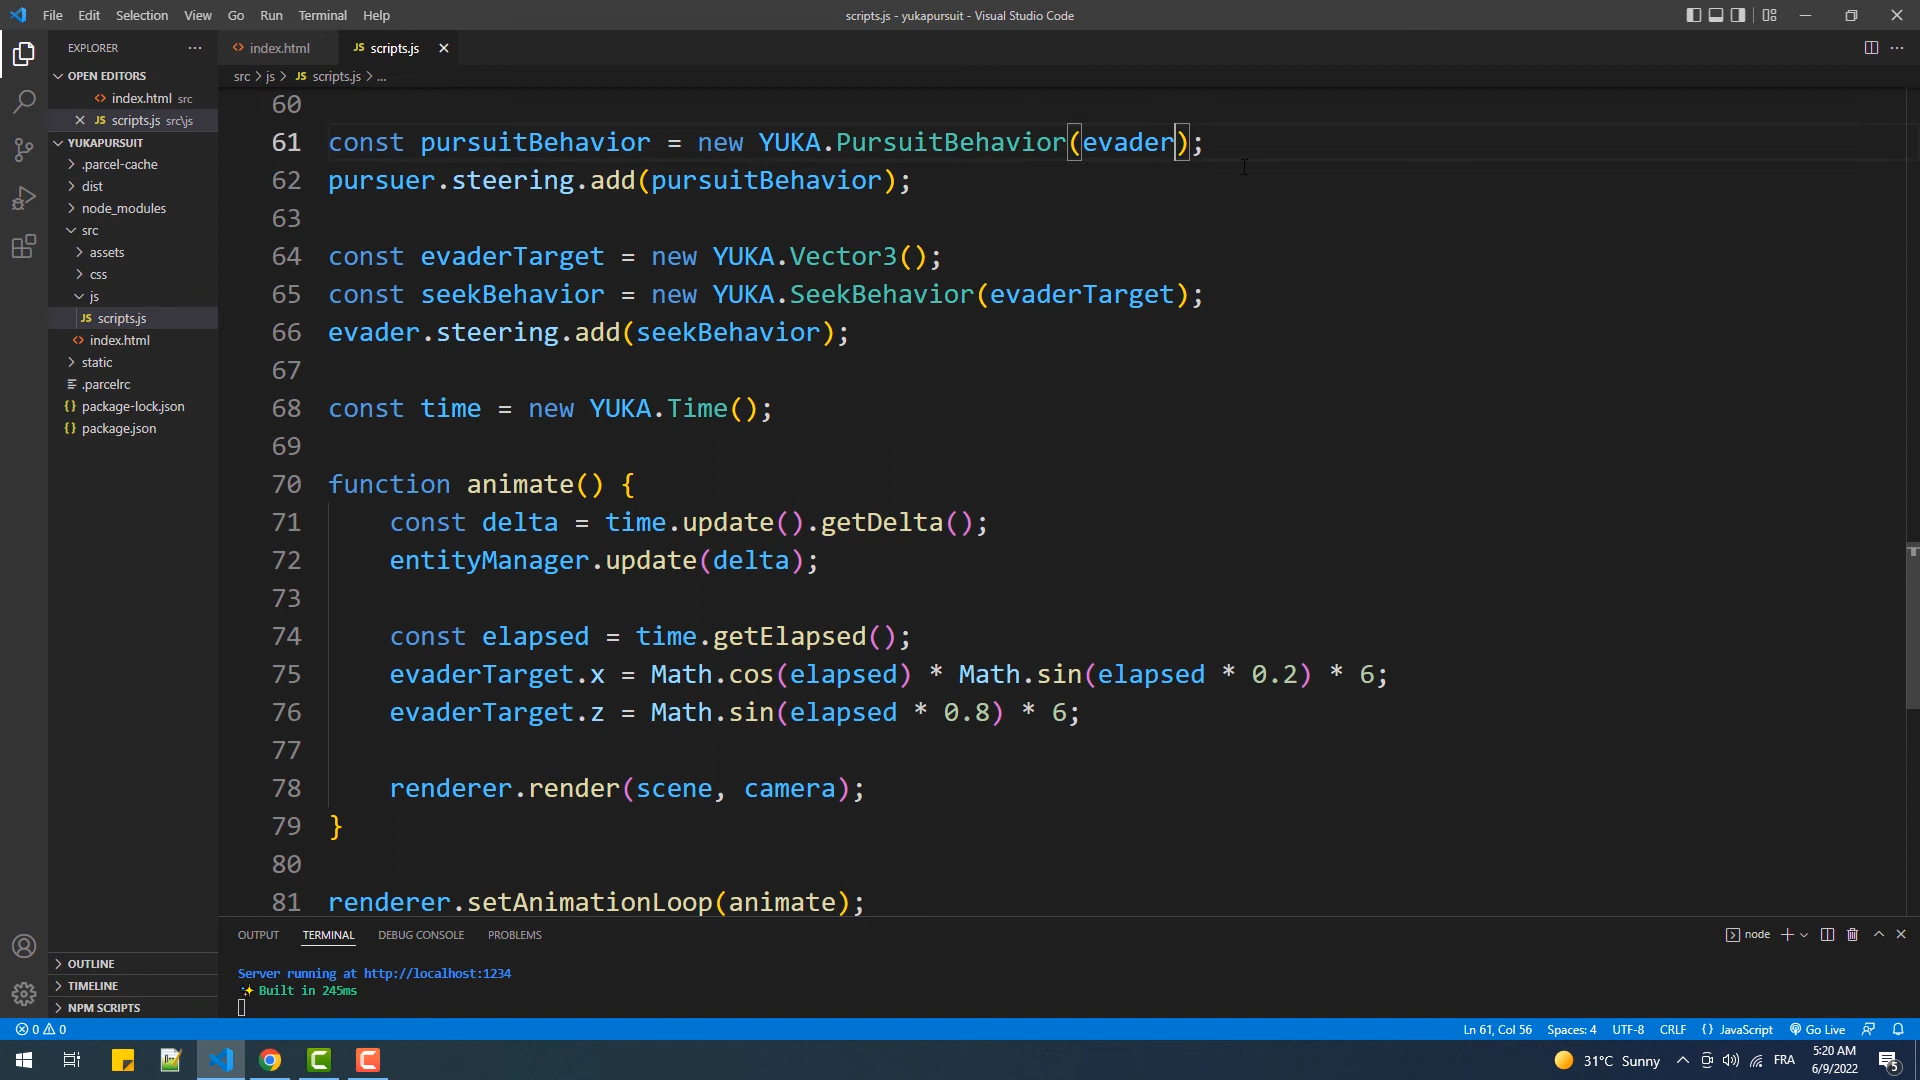 File Edit Selection View Go Run Terminal Help
scripts.js - yukapursuit - Visual Studio Code
EXPLORER
index.html
JS scripts.js
OPEN EDITORS
index.html src
JS scripts.js src\js
YUKAPURSUIT
.parcel-cache
dist
node_modules
src
assets
css
js
JS scripts.js
index.html
static
.parcelrc
package-lock.json
package.json
OUTLINE
TIMELINE
NPM SCRIPTS
src > js > JS scripts.js > ...
60
61 const pursuitBehavior = new YUKA.PursuitBehavior(evader);
62 pursuer.steering.add(pursuitBehavior);
63
64 const evaderTarget = new YUKA.Vector3();
65 const seekBehavior = new YUKA.SeekBehavior(evaderTarget);
66 evader.steering.add(seekBehavior);
67
68 const time = new YUKA.Time();
69
70 function animate() {
71 const delta = time.update().getDelta();
72 entityManager.update(delta);
73
74 const elapsed = time.getElapsed();
75 evaderTarget.x = Math.cos(elapsed) * Math.sin(elapsed * 0.2) * 6;
76 evaderTarget.z = Math.sin(elapsed * 0.8) * 6;
77
78 renderer.render(scene, camera);
79 }
80
81 renderer.setAnimationLoop(animate);
OUTPUT TERMINAL DEBUG CONSOLE PROBLEMS
node
Server running at http://localhost:1234
✨ Built in 245ms
0 0
Ln 61, Col 56 Spaces: 4 UTF-8 CRLF {} JavaScript Go Live
31°C Sunny
FRA
5:20 AM
6/9/2022
5